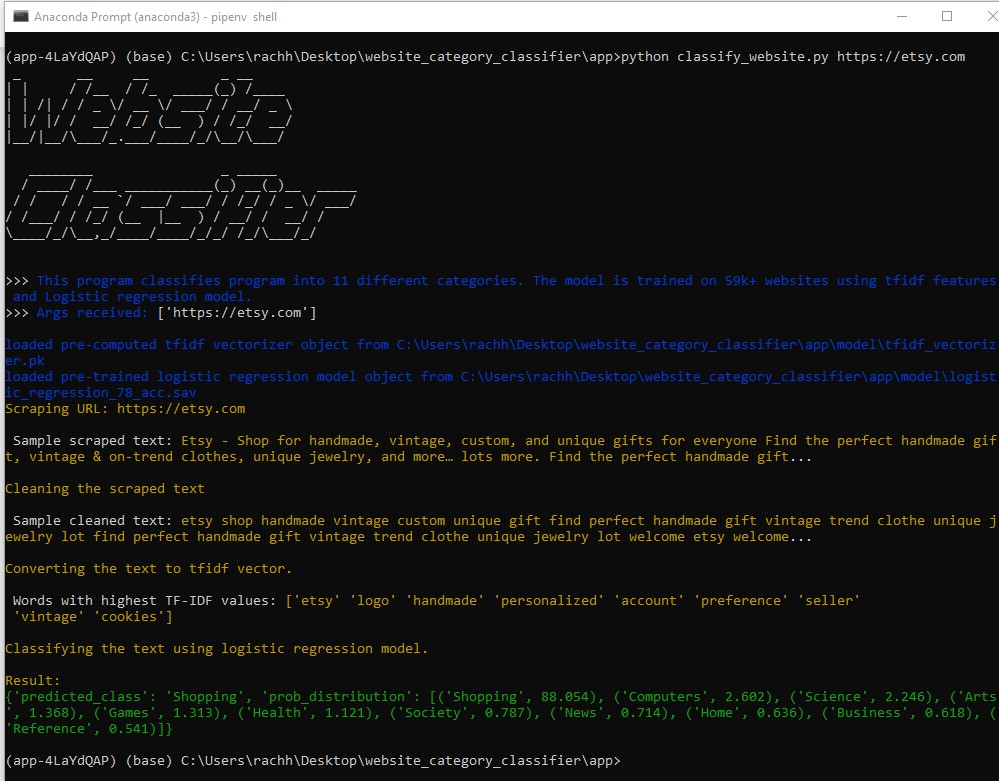 Anaconda Prompt (anaconda3) - pipenv  shell
(app-4LaYdQAP) (base) C:\Users\rachh\Desktop\website_category_classifier\app>python classify_website.py https://etsy.com
Website
Classifier
>>> This program classifies program into 11 different categories. The model is trained on 59k+ websites using tfidf features
 and Logistic regression model.
>>> Args received: ['https://etsy.com']
loaded pre-computed tfidf vectorizer object from C:\Users\rachh\Desktop\website_category_classifier\app\model\tfidf_vectoriz
er.pk
loaded pre-trained logistic regression model object from C:\Users\rachh\Desktop\website_category_classifier\app\model\logist
ic_regression_78_acc.sav
Scraping URL: https://etsy.com
Sample scraped text: Etsy - Shop for handmade, vintage, custom, and unique gifts for everyone Find the perfect handmade gif
t, vintage & on-trend clothes, unique jewelry, and more… lots more. Find the perfect handmade gift...
Cleaning the scraped text
Sample cleaned text: etsy shop handmade vintage custom unique gift find perfect handmade gift vintage trend clothe unique j
ewelry lot find perfect handmade gift vintage trend clothe unique jewelry lot welcome etsy welcome...
Converting the text to tfidf vector.
Words with highest TF-IDF values: ['etsy' 'logo' 'handmade' 'personalized' 'account' 'preference' 'seller'
'vintage' 'cookies']
Classifying the text using logistic regression model.
Result:
{'predicted_class': 'Shopping', 'prob_distribution': [('Shopping', 88.054), ('Computers', 2.602), ('Science', 2.246), ('Arts
', 1.368), ('Games', 1.313), ('Health', 1.121), ('Society', 0.787), ('News', 0.714), ('Home', 0.636), ('Business', 0.618), (
'Reference', 0.541)]}
(app-4LaYdQAP) (base) C:\Users\rachh\Desktop\website_category_classifier\app>